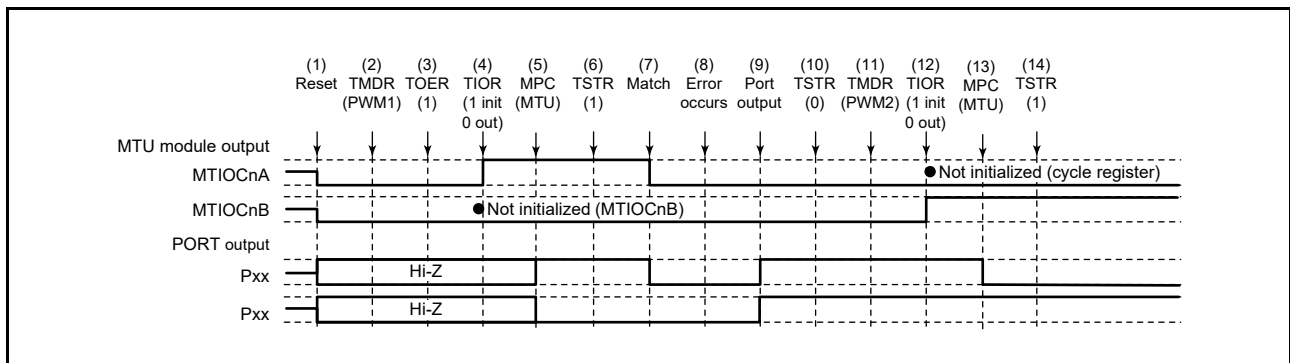 (1) (2) (3) (4) (5) (6) (7) (8) (9) (10) (11) (12) (13) (14)
Reset TMDR TOER TIOR MPC TSTR Match Error Port TSTR TMDR TIOR MPC TSTR
(PWM1) (1) (1 init (MTU) (1) occurs output (0) (PWM2) (1 init (MTU) (1)
0 out) 0 out)
MTU module output
MTIOCnA ● Not initialized (cycle register)
MTIOCnB ● Not initialized (MTIOCnB)
PORT output
Pxx Hi-Z
Pxx Hi-Z